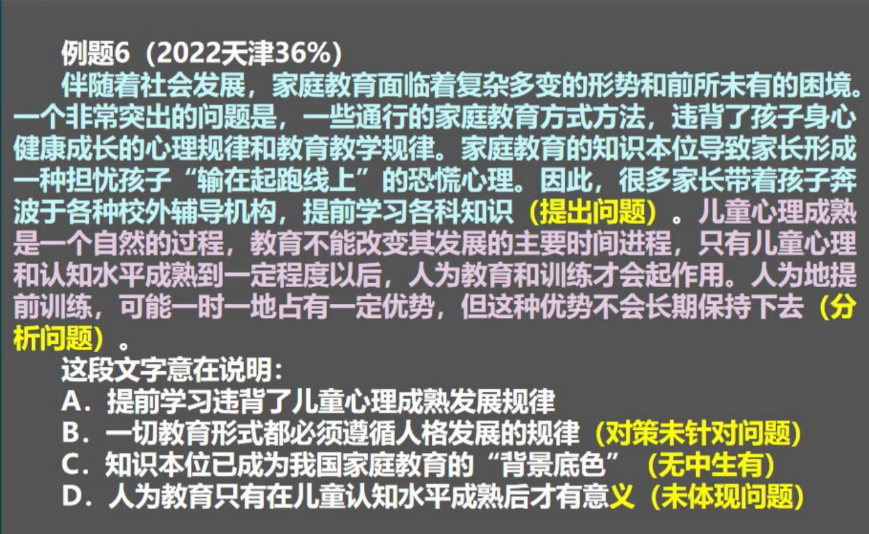 例题6（2022天津36%）
伴随着社会发展，家庭教育面临着复杂多变的形势和前所未有的困境。
一个非常突出的问题是，一些通行的家庭教育方式方法，违背了孩子身心
健康成长的心理规律和教育教学规律。家庭教育的知识本位导致家长形成
一种担忧孩子“输在起跑线上”的恐慌心理。因此，很多家长带着孩子奔
波于各种校外辅导机构，提前学习各科知识（提出问题）。儿童心理成熟
是一个自然的过程，教育不能改变其发展的主要时间进程，只有儿童心理
和认知水平成熟到一定程度以后，人为教育和训练才会起作用。人为地提
前训练，可能一时一地占有一定优势，但这种优势不会长期保持下去（分
析问题）。
这段文字意在说明：
A．提前学习违背了儿童心理成熟发展规律
B．一切教育形式都必须遵循人格发展的规律（对策未针对问题）
C．知识本位已成为我国家庭教育的“背景底色”（无中生有）
D．人为教育只有在儿童认知水平成熟后才有意义（未体现问题）